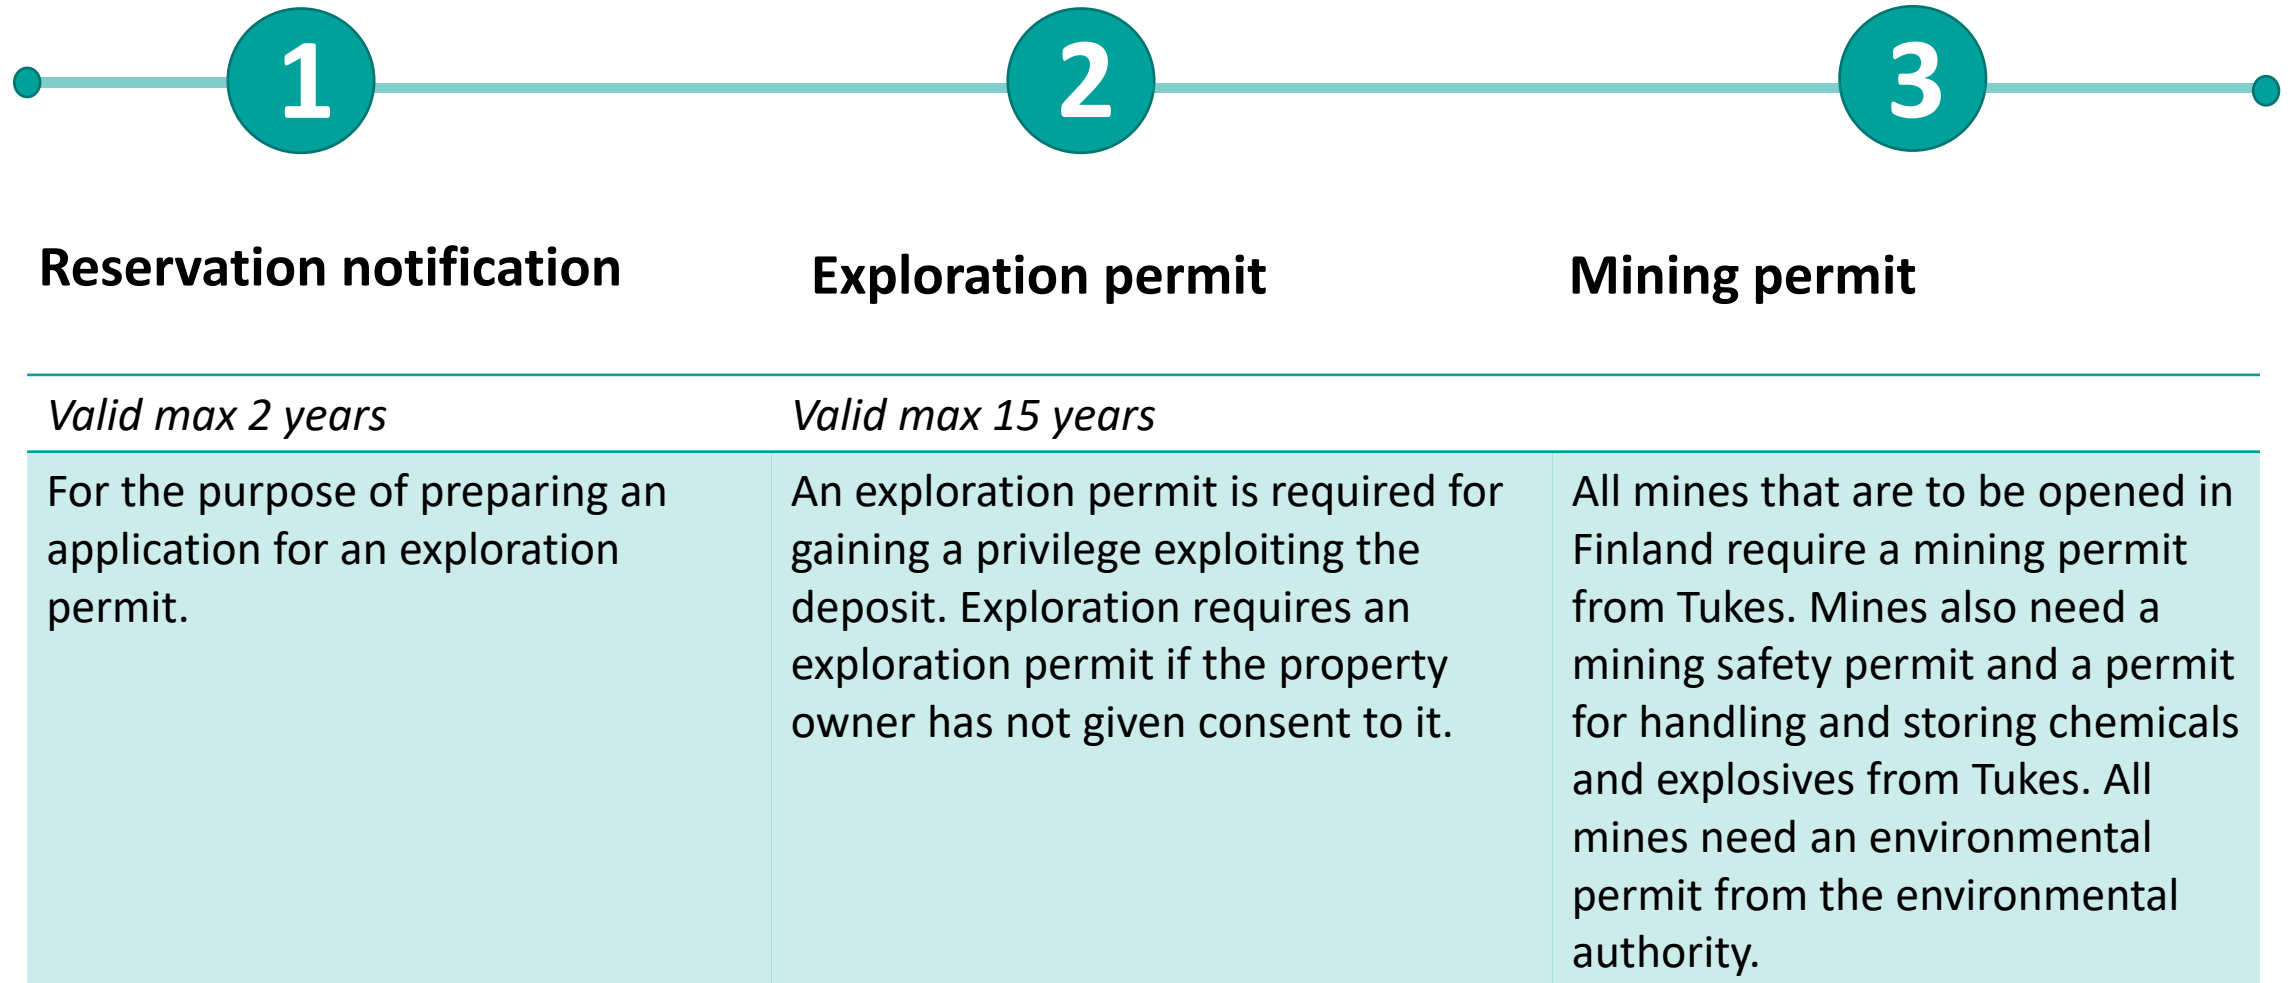 1
2
3
Reservation notification
Exploration permit
Mining permit
Valid max 2 years
Valid max 15 years
For the purpose of preparing an
application for an exploration
permit.
An exploration permit is required for
gaining a privilege exploiting the
deposit. Exploration requires an
exploration permit if the property
owner has not given consent to it.
All mines that are to be opened in
Finland require a mining permit
from Tukes. Mines also need a
mining safety permit and a permit
for handling and storing chemicals
and explosives from Tukes. All
mines need an environmental
permit from the environmental
authority.